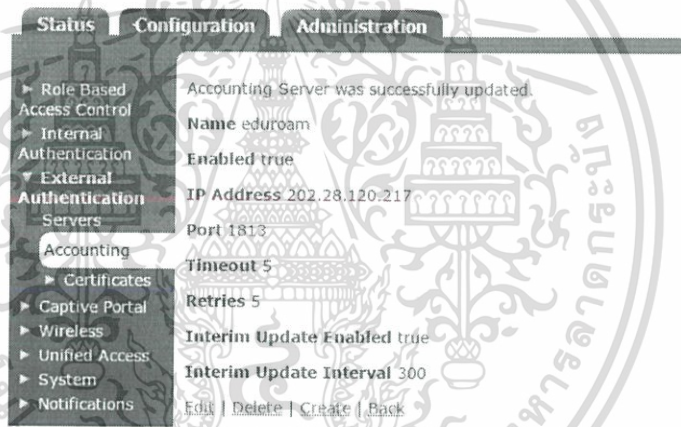 Status Configuration Administration
Role Based
Access Control
Internal
Authentication
External
Authentication
Servers
Accounting
Certificates
Captive Portal
Wireless
Unified Access
System
Notifications
Accounting Server was successfully updated.
Name eduroam
Enabled true
IP Address 202.28.120.217
Port 1813
Timeout 5
Retries 5
Interim Update Enabled true
Interim Update Interval 300
Edit | Delete | Create | Back